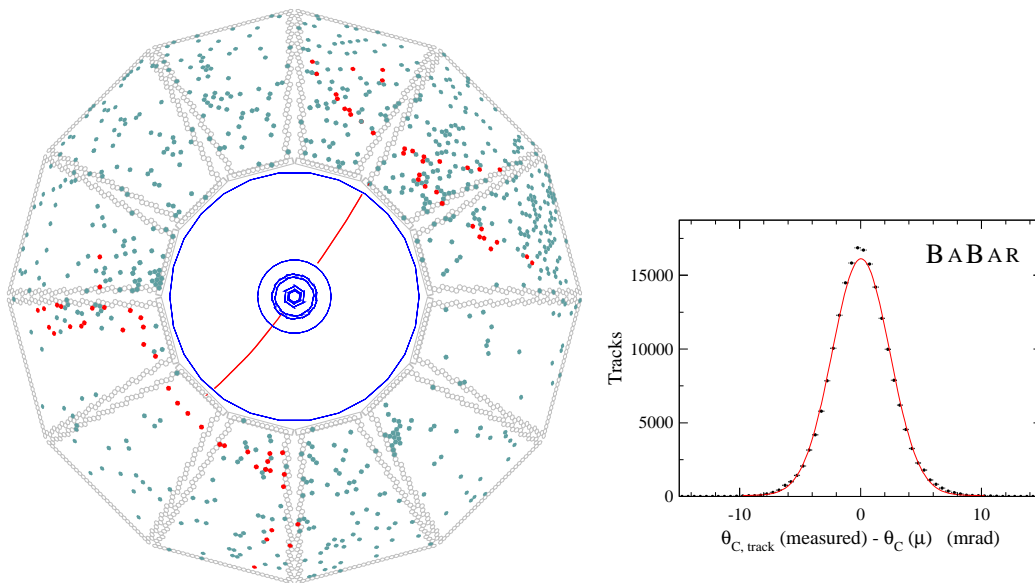 BABAR
15000
10000
5000
0
Tracks
-10 0 10
θC, track (measured) - θC (μ) (mrad)